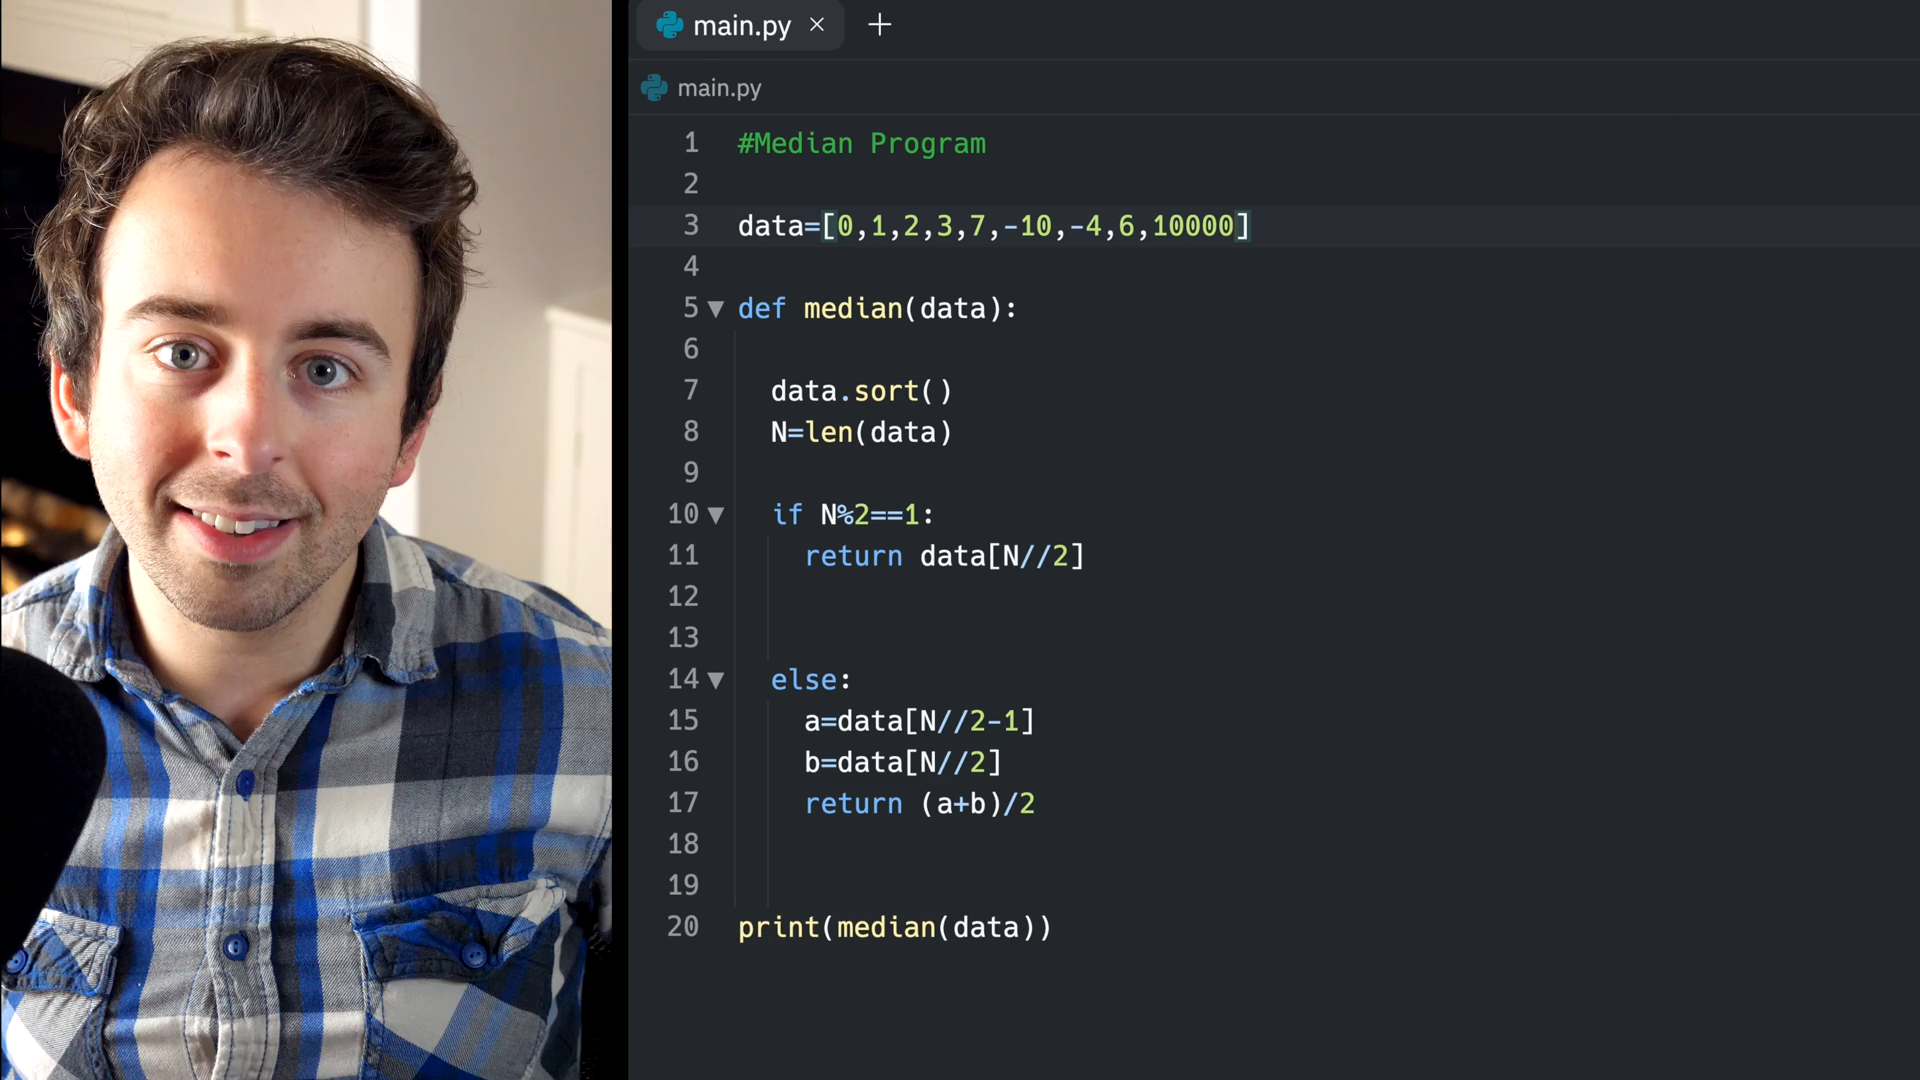 main.py
main.py
1 #Median Program
2
3 data=[0,1,2,3,7,-10,-4,6,10000]
4
5 def median(data):
6
7 data.sort()
8 N=len(data)
9
10 if N%2==1:
11 return data[N//2]
12
13
14 else:
15 a=data[N//2-1]
16 b=data[N//2]
17 return (a+b)/2
18
19
20 print(median(data))